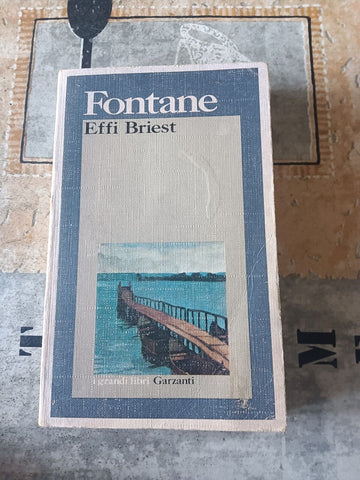 Fontane
Effi Briest
i grandi libri Garzanti
T M